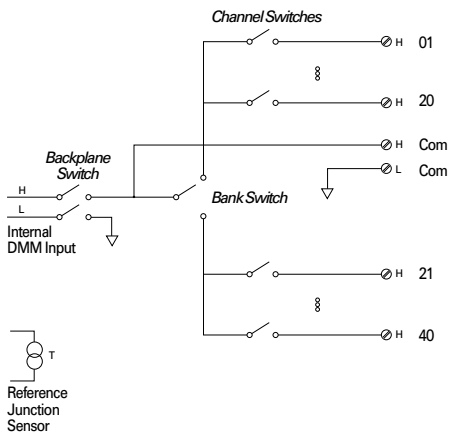 Channel Switches
H 01
H 20
H Com
L Com
Backplane
Switch
Bank Switch
H
L
Internal
DMM Input
H 21
H 40
T
Reference
Junction
Sensor